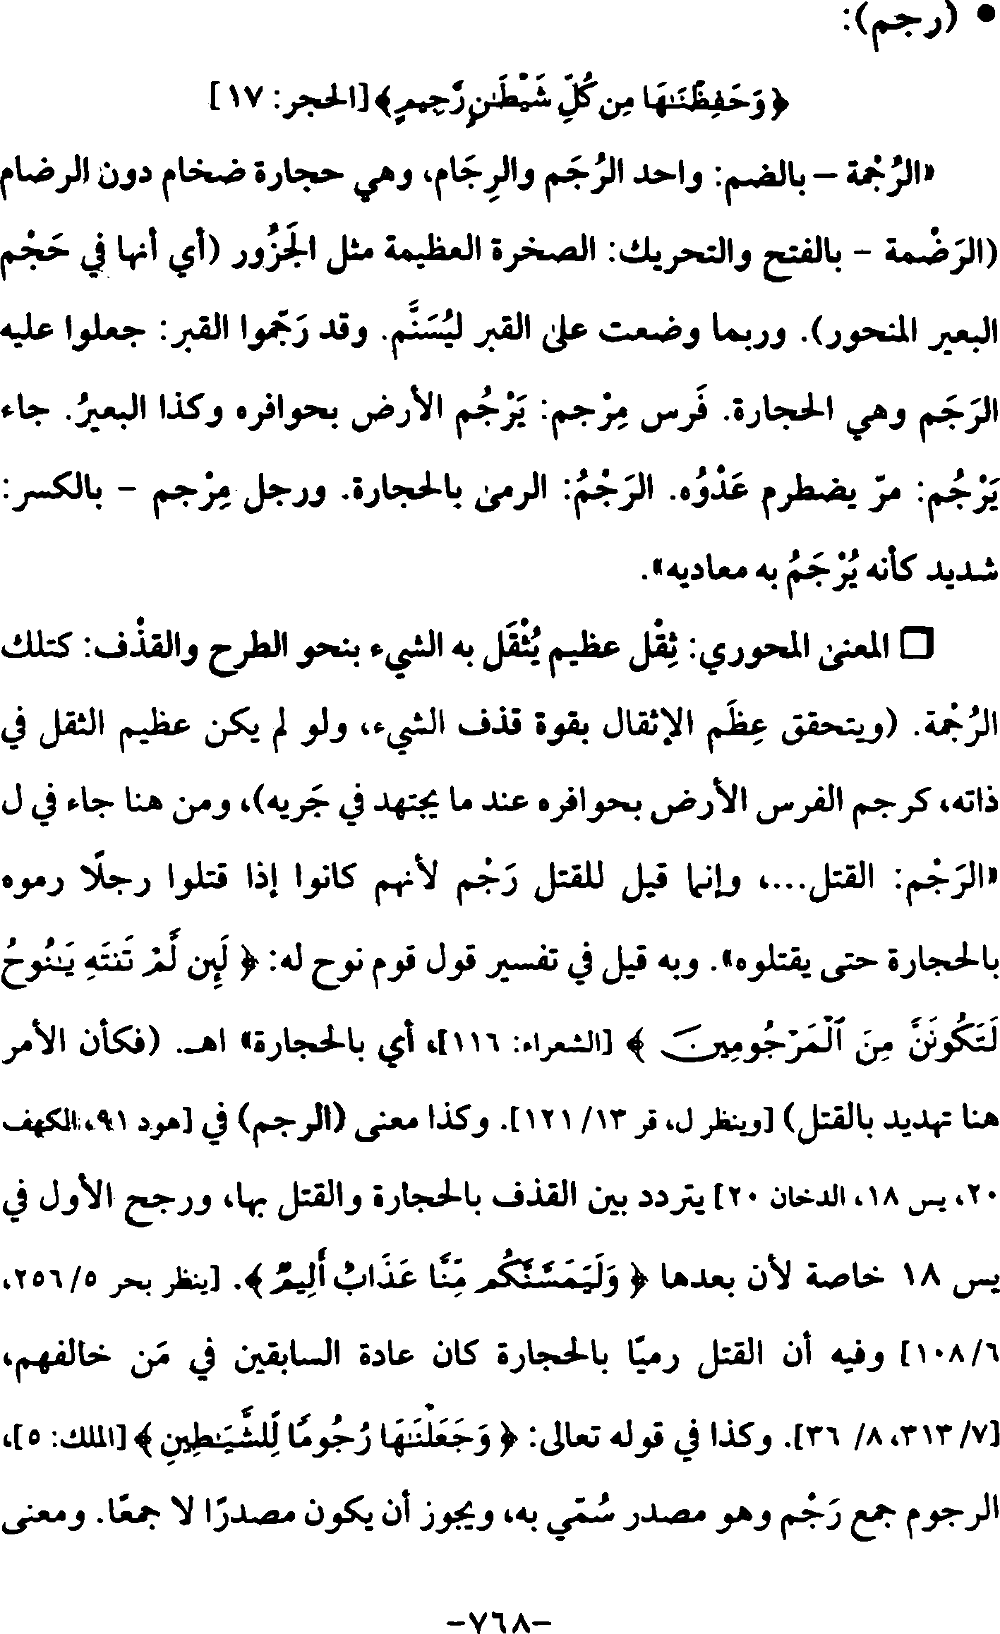 • (رجم):
﴿ وَحَفِظْنَـٰهَا مِن كُلِّ شَيْطَـٰنٍ رَّجِيمٍ ﴾ [الحجر: ١٧]
«الرُجْمة – بالضم: واحد الرُجَم والرِجَام، وهي حجارة ضخام دون الرضام
(الرَضْمة – بالفتح والتحريك: الصخرة العظيمة مثل الجَزُور (أي أنها في حَجْم
البعير المنحور). وربما وضعت على القبر ليُسَنَّم. وقد رَجّموا القبر: جعلوا عليه
الرَجَم وهي الحجارة. فَرس مِرْجم: يَرْجُم الأرض بحوافره وكذا البعيرُ. جاء
يَرْجُم: مرّ يضطرم عَدْوُه. الرَجْمُ: الرمى بالحجارة. ورجل مِرْجم – بالكسر:
شديد كأنه يُرْجَمُ به معاديه».
❒ المعنى المحوري: ثِقْل عظيم يُثْقَل به الشيء بنحو الطرح والقذْف: كتلك
الرُجْمة. (ويتحقق عِظَم الإثقال بقوة قذف الشيء، ولو لم يكن عظيم الثقل في
ذاته، كرجم الفرس الأرض بحوافره عند ما يجتهد في جَريه)، ومن هنا جاء في ل
«الرَجْم: القتل...، وإنما قيل للقتل رَجْم لأنهم كانوا إذا قتلوا رجلًا رموه
بالحجارة حتى يقتلوه». وبه قيل في تفسير قول قوم نوح له: ﴿ لَئِن لَّمْ تَنتَهِ يَـٰنُوحُ
لَتَكُونَنَّ مِنَ ٱلْمَرْجُومِينَ ﴾ [الشعراء: ١١٦]، أي بالحجارة» اهـ. (فكأن الأمر
هنا تهديد بالقتل) [وينظر ل، قر ١٣/ ١٢١]. وكذا معنى (الرجم) في [هود ٩١، الكهف
٢٠، يس ١٨، الدخان ٢٠] يتردد بين القذف بالحجارة والقتل بها، ورجح الأول في
يس ١٨ خاصة لأن بعدها ﴿ وَلَيَمَسَّنَّكُم مِّنَّا عَذَابٌ أَلِيمٌ ﴾. [ينظر بحر ٥/ ٢٥٦،
٦/ ١٠٨] وفيه أن القتل رميًا بالحجارة كان عادة السابقين في مَن خالفهم،
[٧/ ٣١٣، ٨/ ٣٦]. وكذا في قوله تعالى: ﴿ وَجَعَلْنَـٰهَا رُجُومًا لِّلشَّيَـٰطِينِ ﴾ [الملك: ٥]،
الرجوم جمع رَجْم وهو مصدر سُمّي به، ويجوز أن يكون مصدرًا لا جمعًا. ومعنى
-٧٦٨-